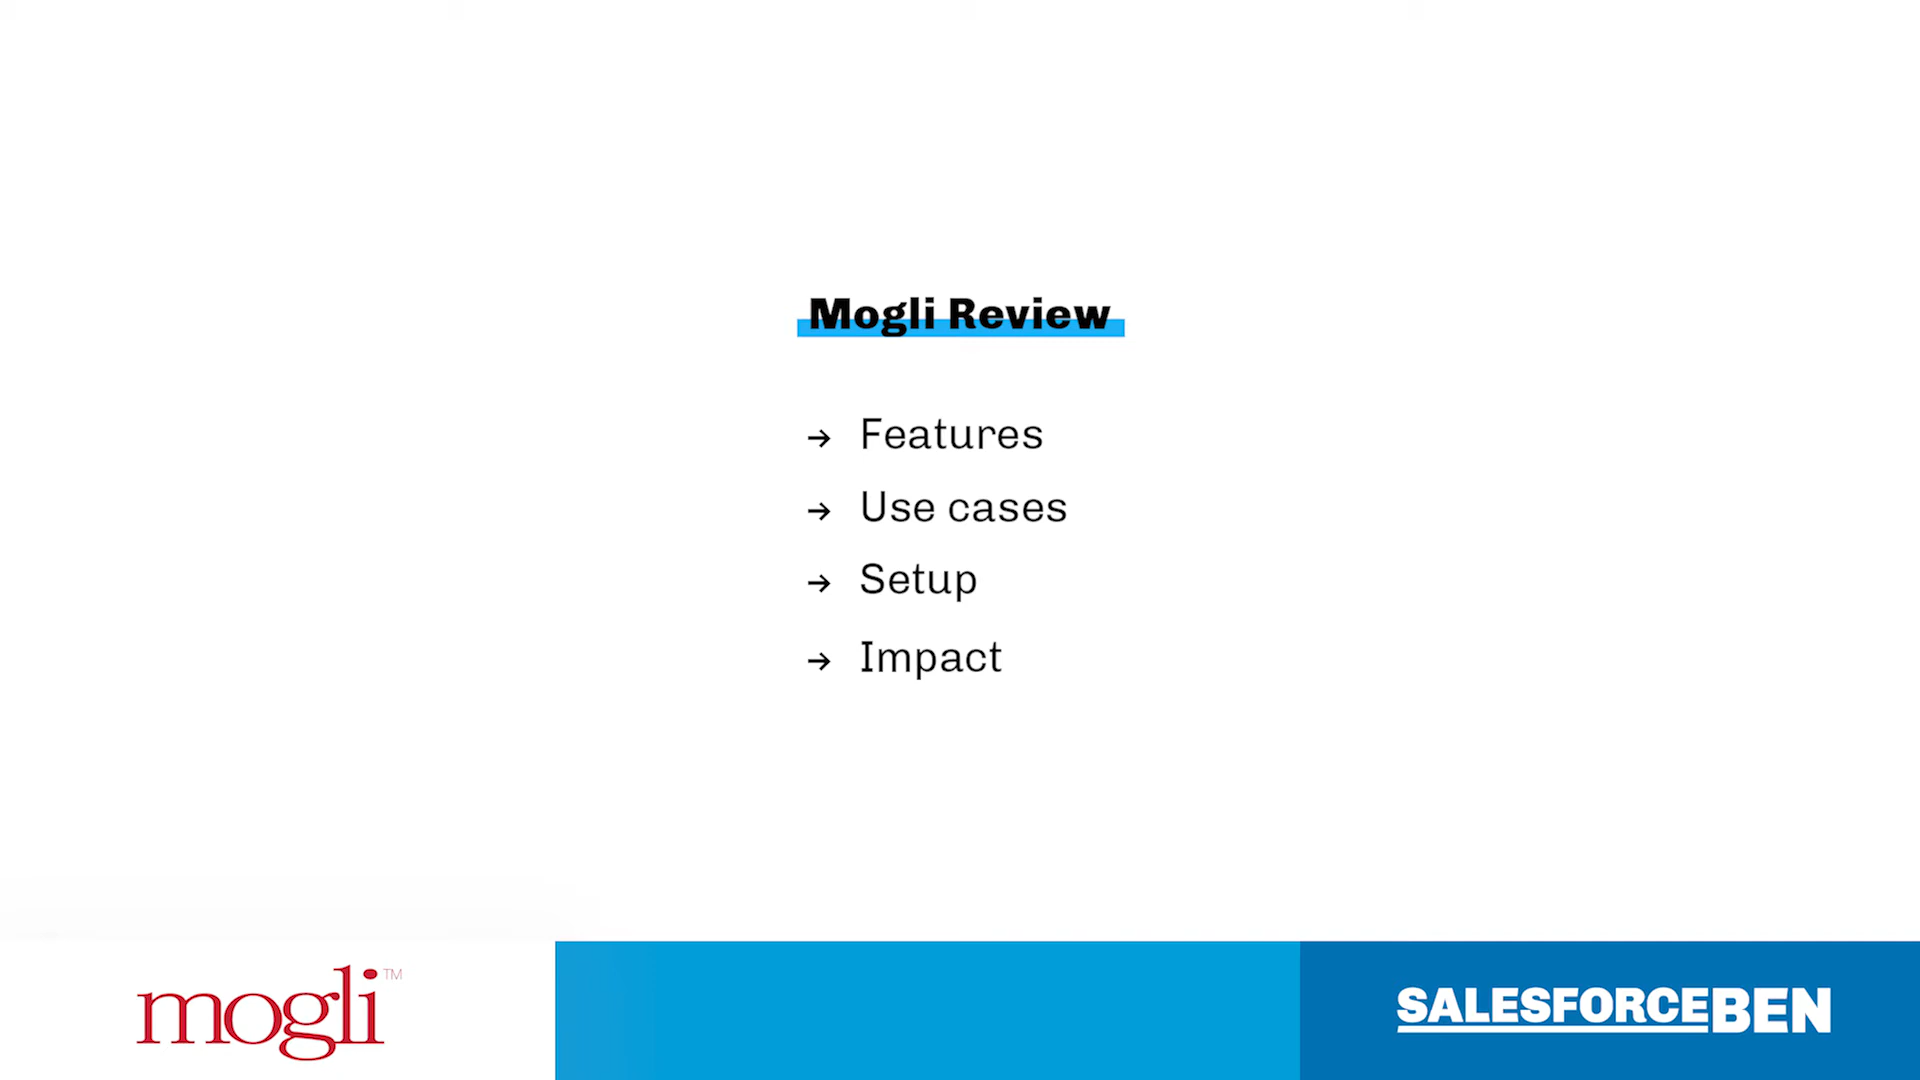 Mogli Review
→ Features
→ Use cases
→ Setup
→ Impact
mogli™
SALESFORCEBEN